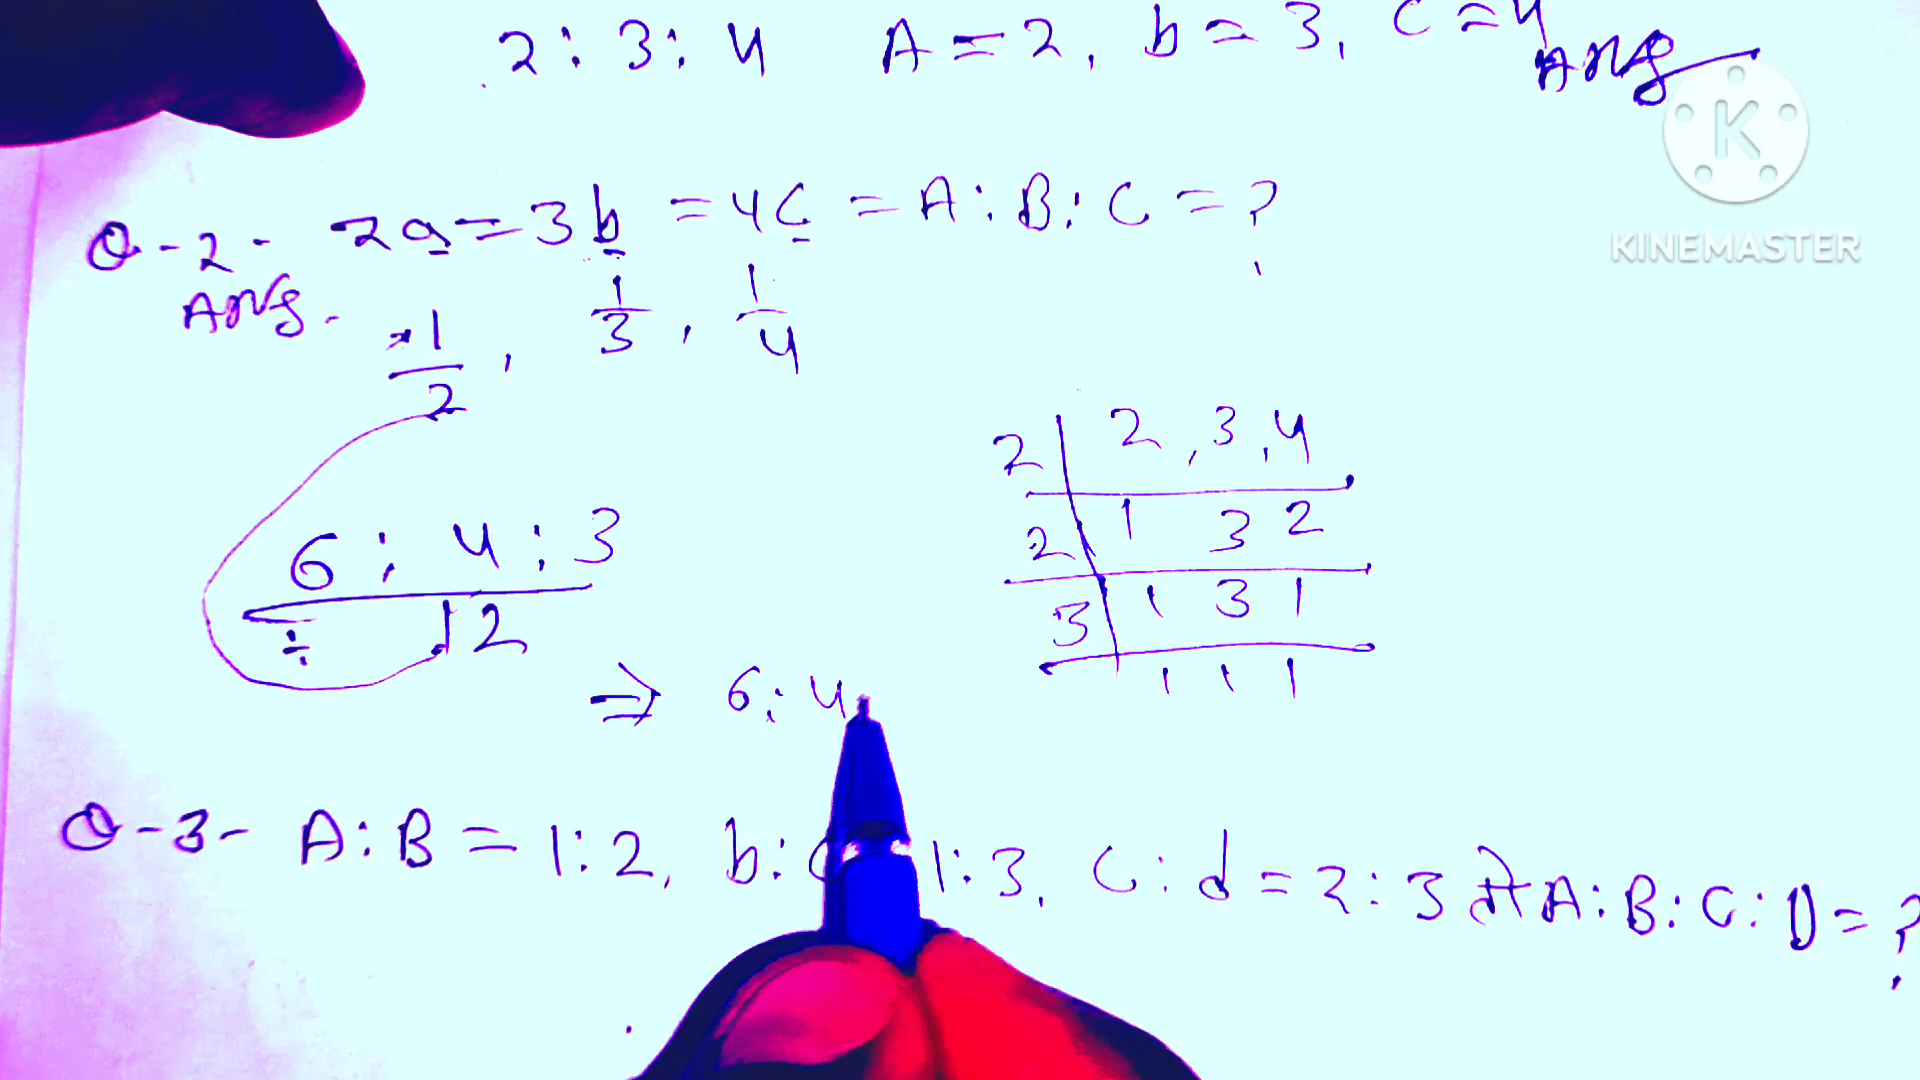 2 : 3 : 4 A = 2, b = 3, C = 4
Ang
K
KINEMASTER
Q-2- 2a = 3b = 4C = A : B : C = ?
Ang. 1/2, 1/3, 1/4
2 | 2, 3, 4
6 : 4 : 3
2 | 1 3 2
÷ 12
3 | 1 3 1
1 1 1
⇒ 6 : 4
Q-3- A : B = 1 : 2, b : C 1 : 3, C : d = 2 : 3 A : B : C : D = ?